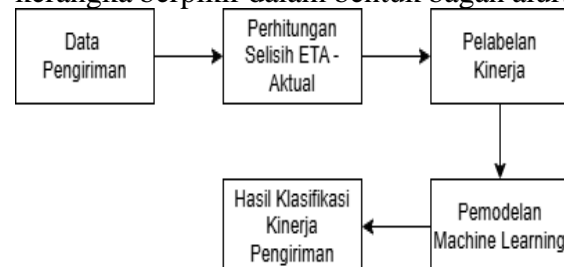 kerangka berpikir dalam bentuk bagan alur.
Data
Pengiriman
Perhitungan
Selisih ETA -
Aktual
Pelabelan
Kinerja
Pemodelan
Machine Learning
Hasil Klasifikasi
Kinerja
Pengiriman